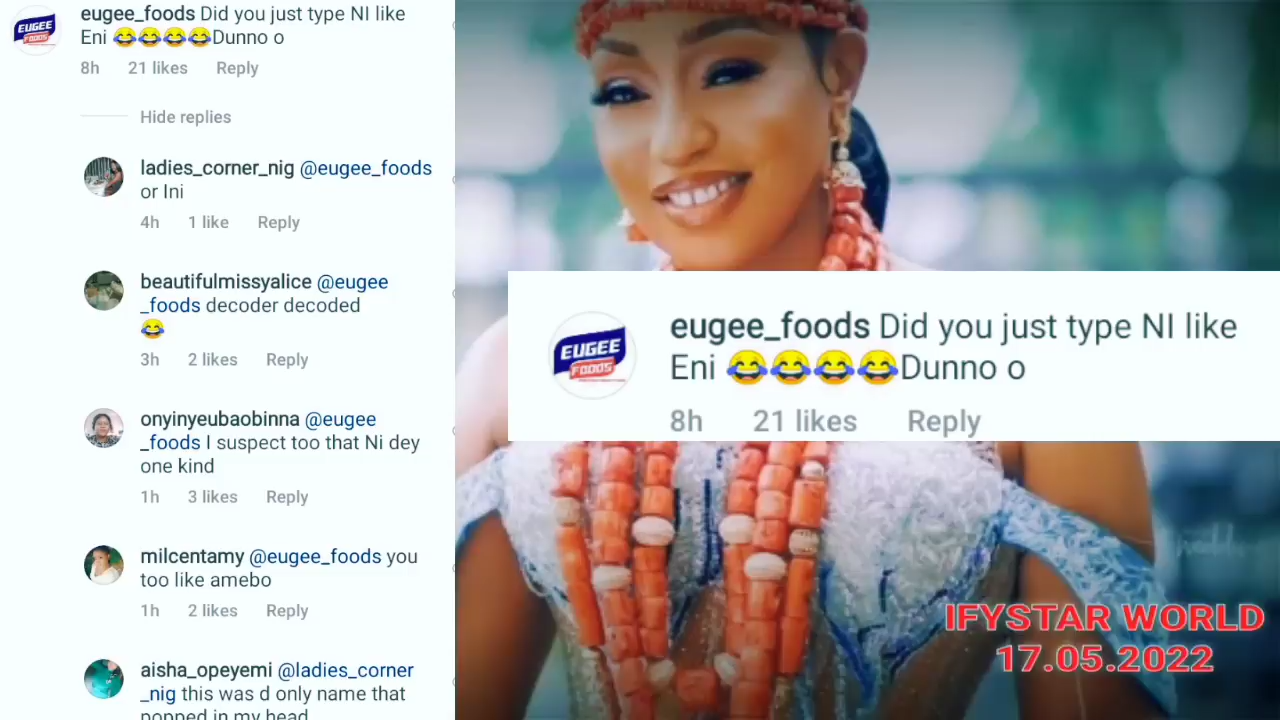 eugee_foods Did you just type NI like
Eni 😂😂😂😂Dunno o
8h 21 likes Reply
Hide replies
ladies_corner_nig @eugee_foods
or Ini
4h 1 like Reply
beautifulmissyalice @eugee
_foods decoder decoded
😂
3h 2 likes Reply
onyinyeubaobinna @eugee
_foods I suspect too that Ni dey
one kind
1h 3 likes Reply
milcentamy @eugee_foods you
too like amebo
1h 2 likes Reply
aisha_opeyemi @ladies_corner
_nig this was d only name that
popped in my head
EUGEE
FOODS
eugee_foods Did you just type NI like
Eni 😂😂😂😂Dunno o
8h 21 likes Reply
IFYSTAR WORLD
17.05.2022